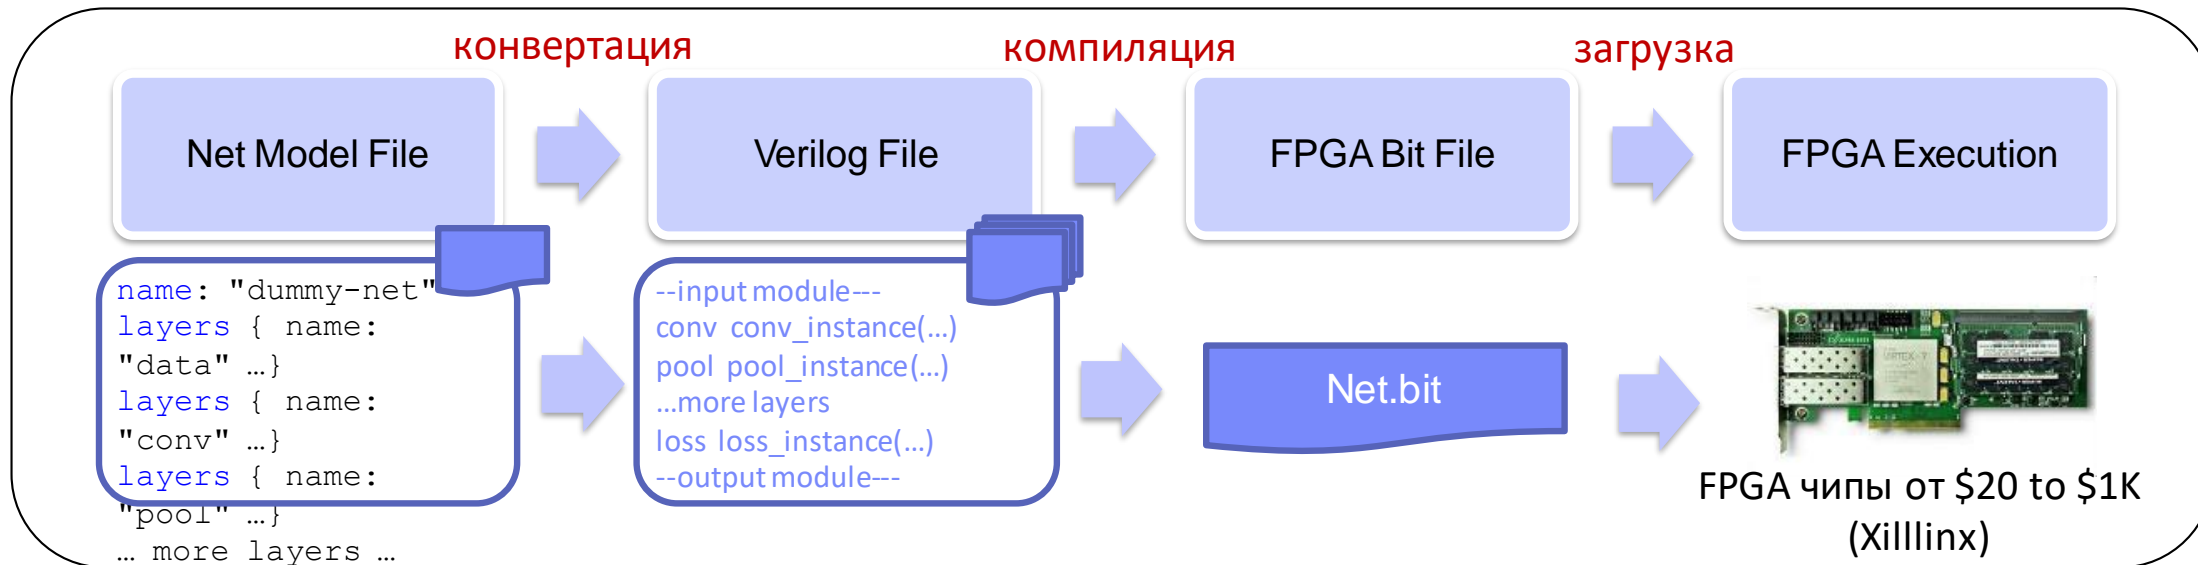 конвертация
компиляция
загрузка
Net Model File
Verilog File
FPGA Bit File
FPGA Execution
name: "dummy-net"
layers { name:
"data" …}
layers { name:
"conv" …}
layers { name:
"pool" …}
… more layers …
--input module---
conv conv_instance(…)
pool pool_instance(…)
…more layers
loss loss_instance(…)
--output module---
Net.bit
VIRTEX-7
FPGA чипы от $20 to $1K
(Xilllinx)